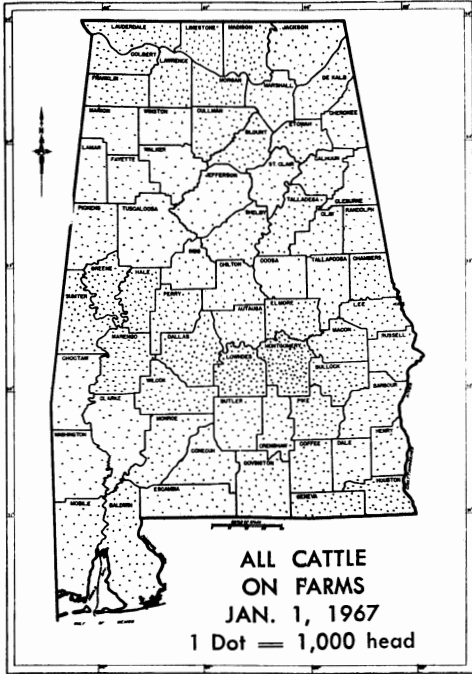 LAUDERDALE
LIMESTONE
MADISON
JACKSON
COLBERT
LAWRENCE
FRANKLIN
MORGAN
MARSHALL
DE KALB
MARION
WINSTON
CULLMAN
ETOWAH
CHEROKEE
BLOUNT
LAMAR
FAYETTE
WALKER
JEFFERSON
ST. CLAIR
CALHOUN
TALLADEGA
CLEBURNE
PICKENS
TUSCALOOSA
SHELBY
CLAY
RANDOLPH
BIBB
CHILTON
COOSA
TALLAPOOSA
CHAMBERS
GREENE
HALE
SUMTER
PERRY
AUTAUGA
ELMORE
LEE
MARENGO
DALLAS
MACON
RUSSELL
CHOCTAW
LOWNDES
MONTGOMERY
BULLOCK
WILCOX
BARBOUR
CLARKE
BUTLER
PIKE
MONROE
WASHINGTON
CRENSHAW
COFFEE
DALE
HENRY
CONECUH
COVINGTON
ESCAMBIA
GENEVA
HOUSTON
MOBILE
BALDWIN
GULF OF MEXICO
ALL CATTLE
ON FARMS
JAN. 1, 1967
1 Dot = 1,000 head